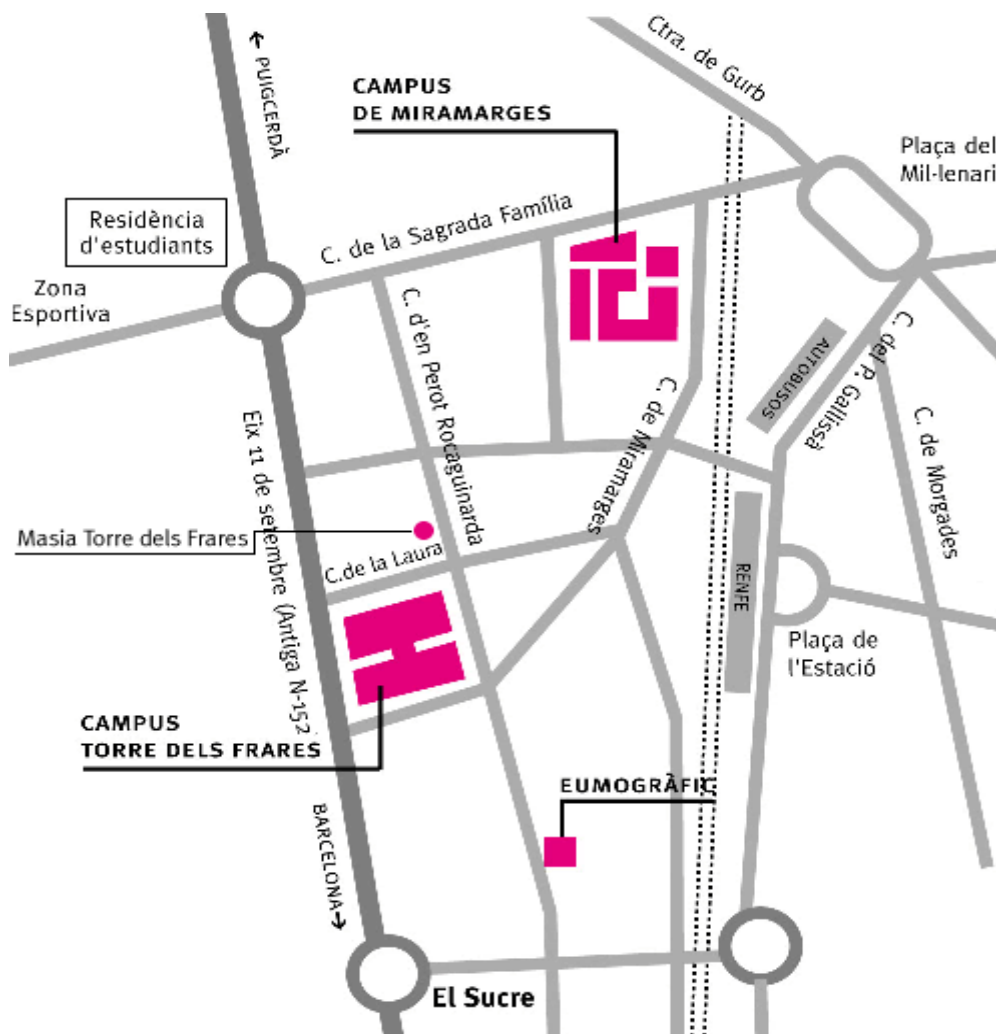 Ctra. de Gurb
← PUIGCERDÀ
CAMPUS
DE MIRAMARGES
Plaça del
Mil-lenari
Residència
d'estudiants
C. de la Sagrada Família
Zona
Esportiva
C. d'en Perot Rocaguinarda
AUTOBUSOS
C. del P. Gallissà
C. de Miramarges
C. de Morgades
Eix 11 de setembre (Antiga N-152
Masia Torre dels Frares
C.de la Laura
RENFE
Plaça de
l'Estació
CAMPUS
TORRE DELS FRARES
EUMOGRÀFIC
BARCELONA→
El Sucre